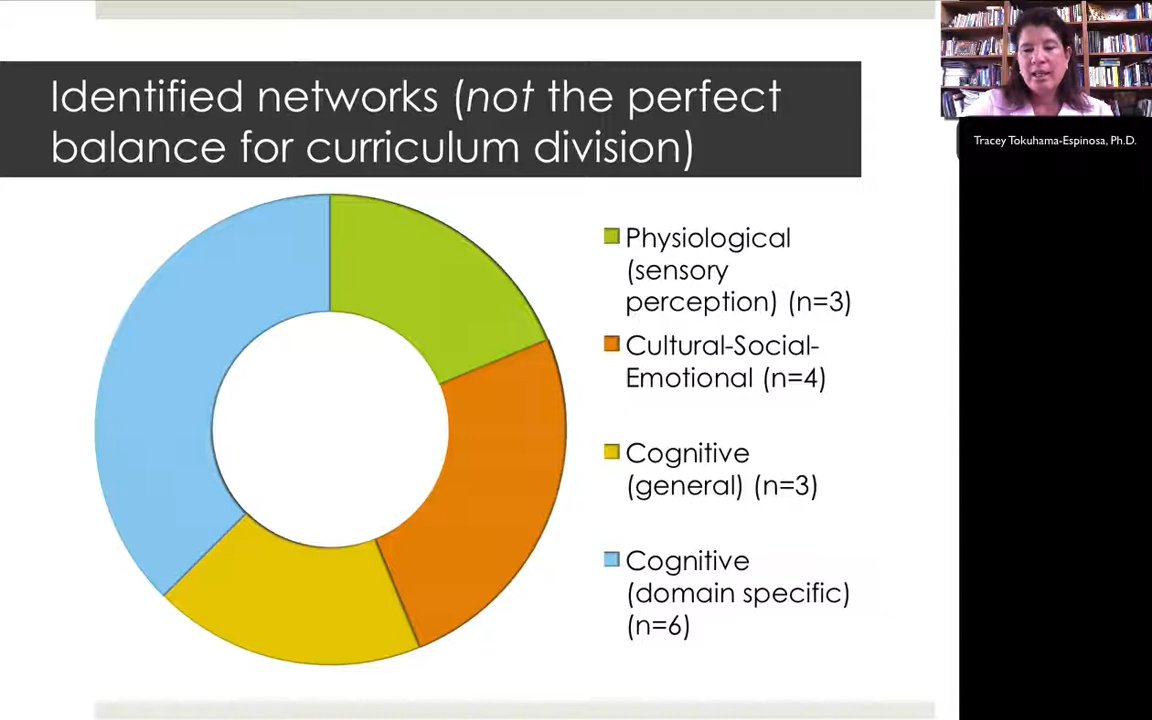 Identified networks (not the perfect
balance for curriculum division)
Tracey Tokuhama-Espinosa, Ph.D.
Physiological
(sensory
perception) (n=3)
Cultural-Social-
Emotional (n=4)
Cognitive
(general) (n=3)
Cognitive
(domain specific)
(n=6)